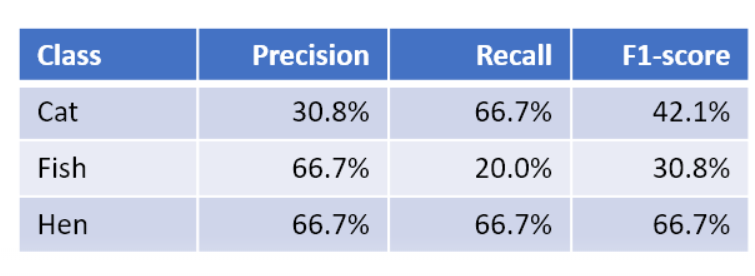 Class Precision Recall F1-score
Cat 30.8% 66.7% 42.1%
Fish 66.7% 20.0% 30.8%
Hen 66.7% 66.7% 66.7%